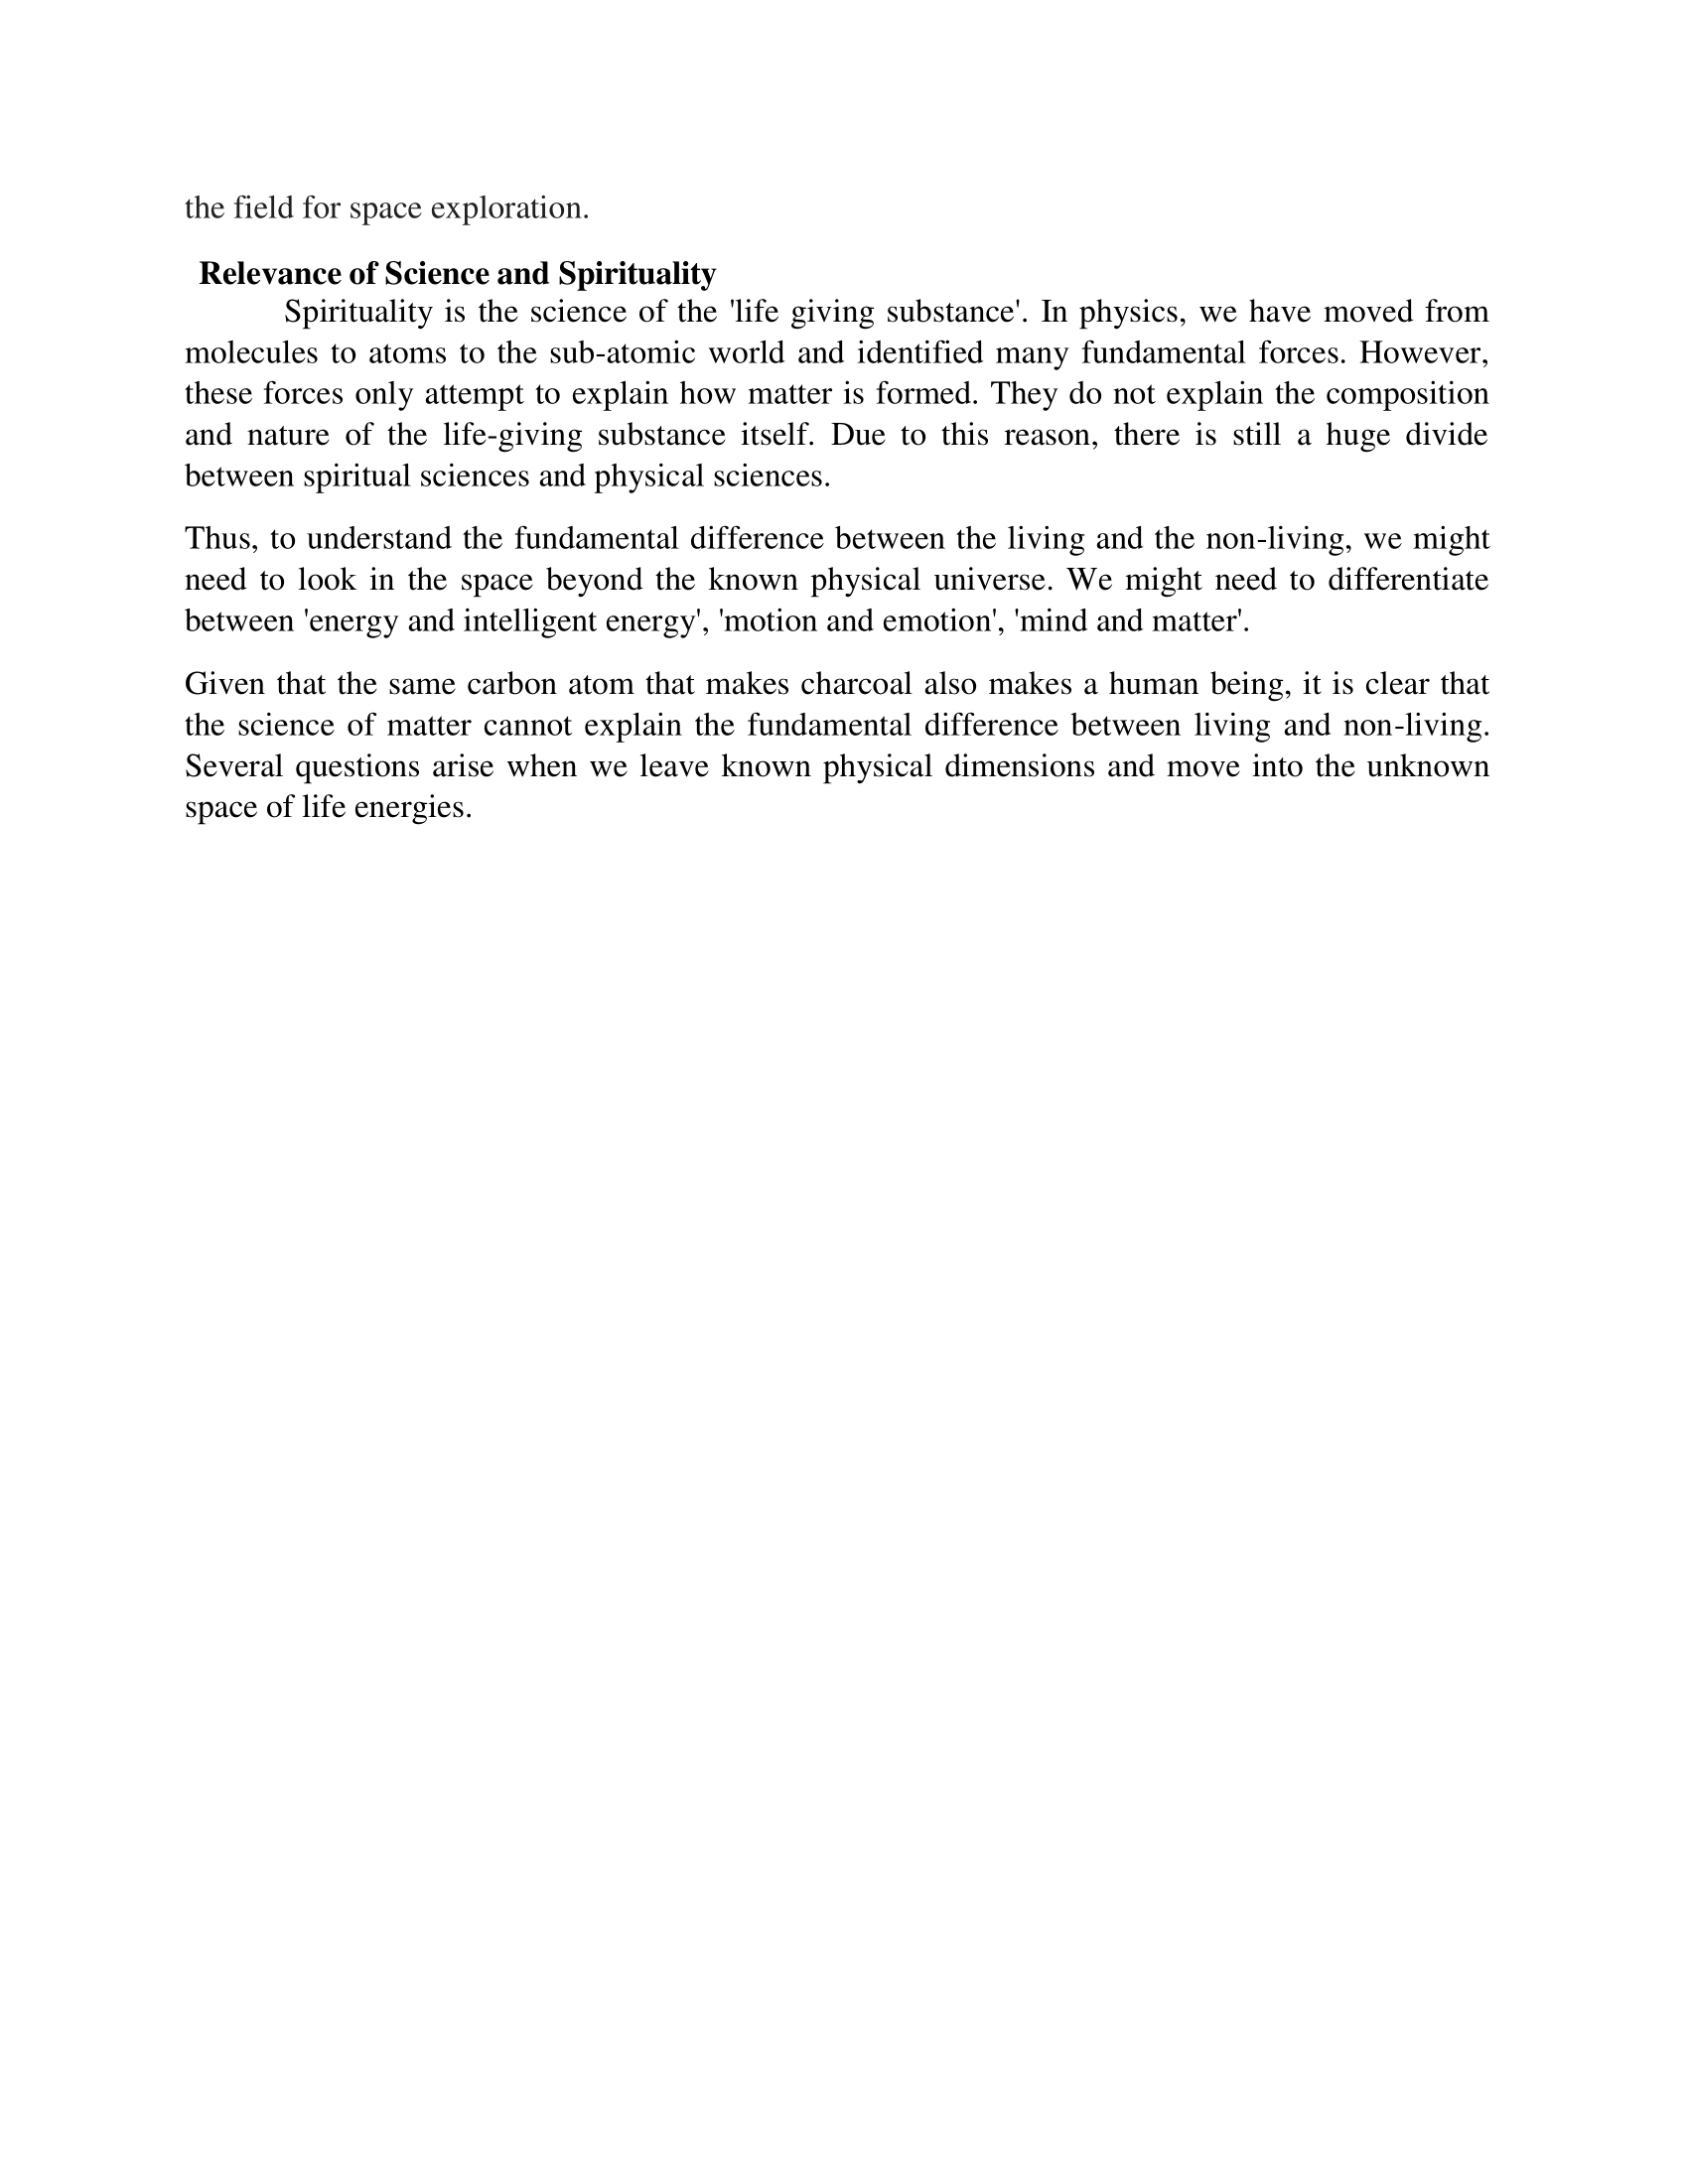 the field for space exploration.
Relevance of Science and Spirituality
Spirituality is the science of the 'life giving substance'. In physics, we have moved from
molecules to atoms to the sub-atomic world and identified many fundamental forces. However,
these forces only attempt to explain how matter is formed. They do not explain the composition
and nature of the life-giving substance itself. Due to this reason, there is still a huge divide
between spiritual sciences and physical sciences.
Thus, to understand the fundamental difference between the living and the non-living, we might
need to look in the space beyond the known physical universe. We might need to differentiate
between 'energy and intelligent energy', 'motion and emotion', 'mind and matter'.
Given that the same carbon atom that makes charcoal also makes a human being, it is clear that
the science of matter cannot explain the fundamental difference between living and non-living.
Several questions arise when we leave known physical dimensions and move into the unknown
space of life energies.